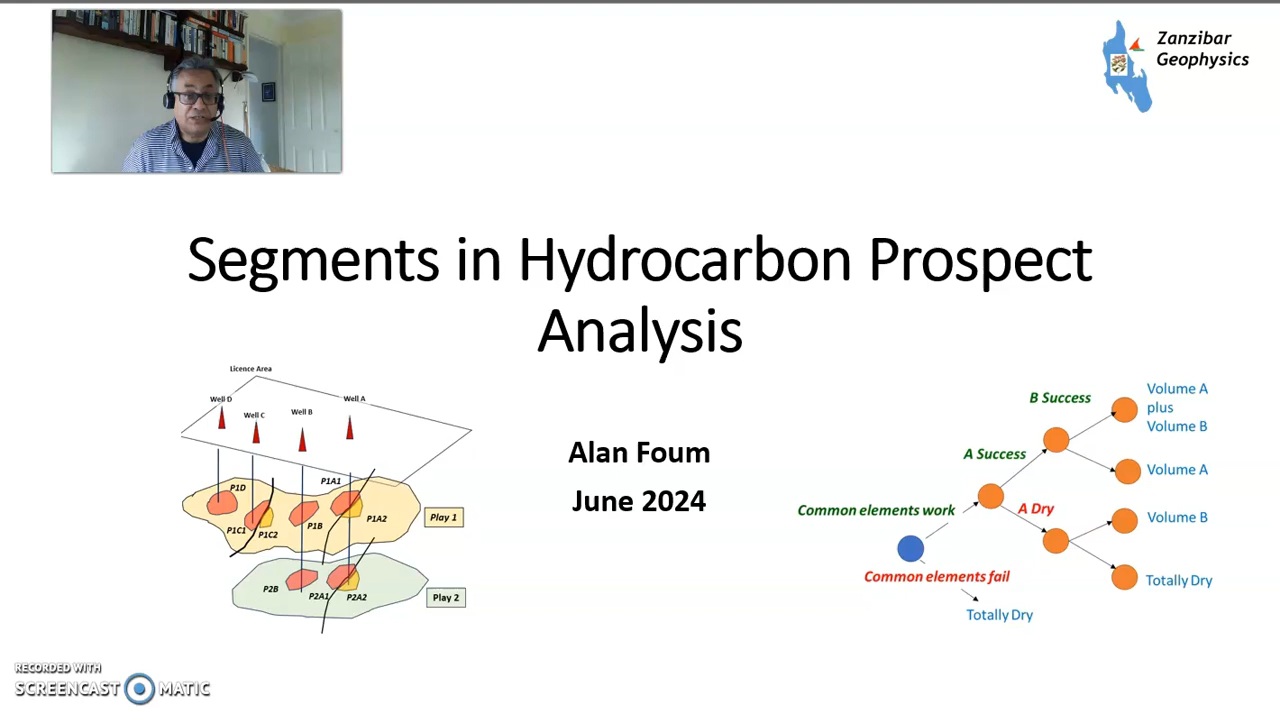 Zanzibar
Geophysics
Segments in Hydrocarbon Prospect
Analysis
Alan Foum
June 2024
Licence Area
Well D
Well C
Well B
Well A
P1D
P1A1
P1C1
P1C2
P1B
P1A2
Play 1
P2B
P2A1
P2A2
Play 2
B Success
Volume A
plus
Volume B
A Success
Volume A
Common elements work
A Dry
Volume B
Common elements fail
Totally Dry
Totally Dry
RECORDED WITH
SCREENCAST MATIC